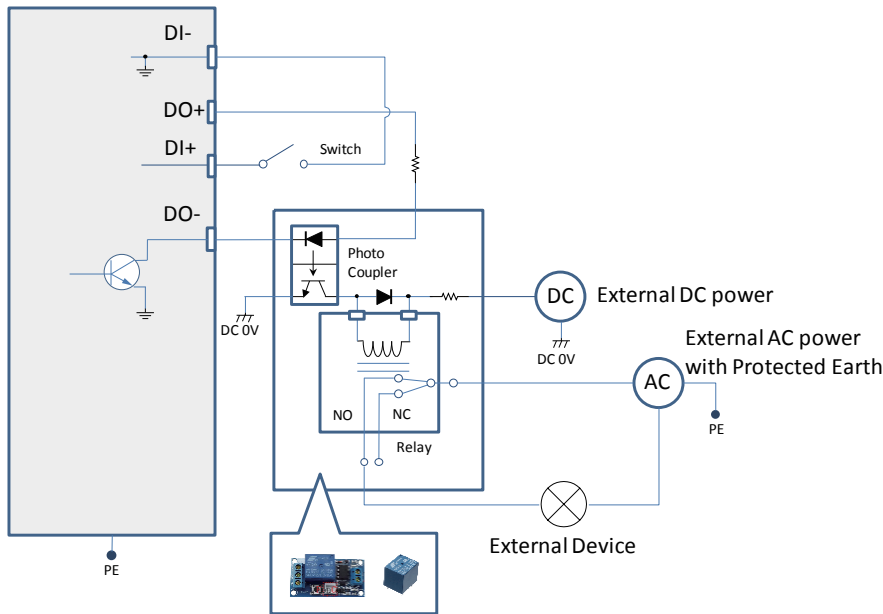 DI-
DO+
DI+
Switch
DO-
Photo
Coupler
DC 0V
DC
External DC power
DC 0V
External AC power
with Protected Earth
AC
PE
NO
NC
Relay
External Device
PE